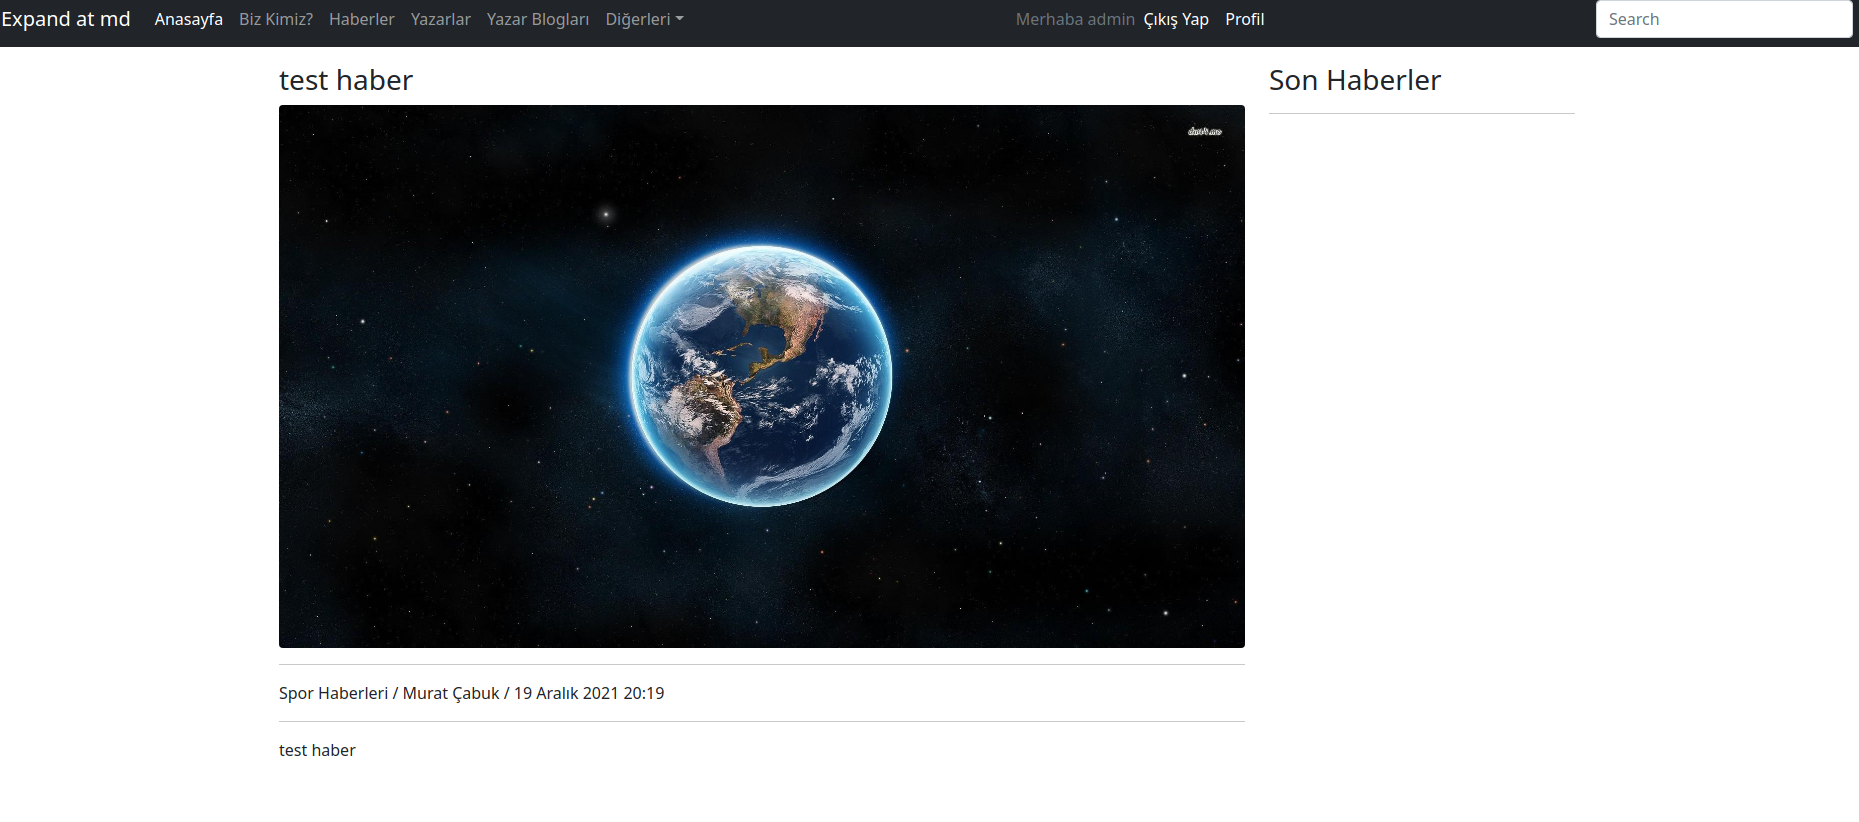 Expand at md Anasayfa Biz Kimiz? Haberler Yazarlar Yazar Blogları Diğerleri Merhaba admin Çıkış Yap Profil Search
test haber
Son Haberler
Spor Haberleri / Murat Çabuk / 19 Aralık 2021 20:19
test haber